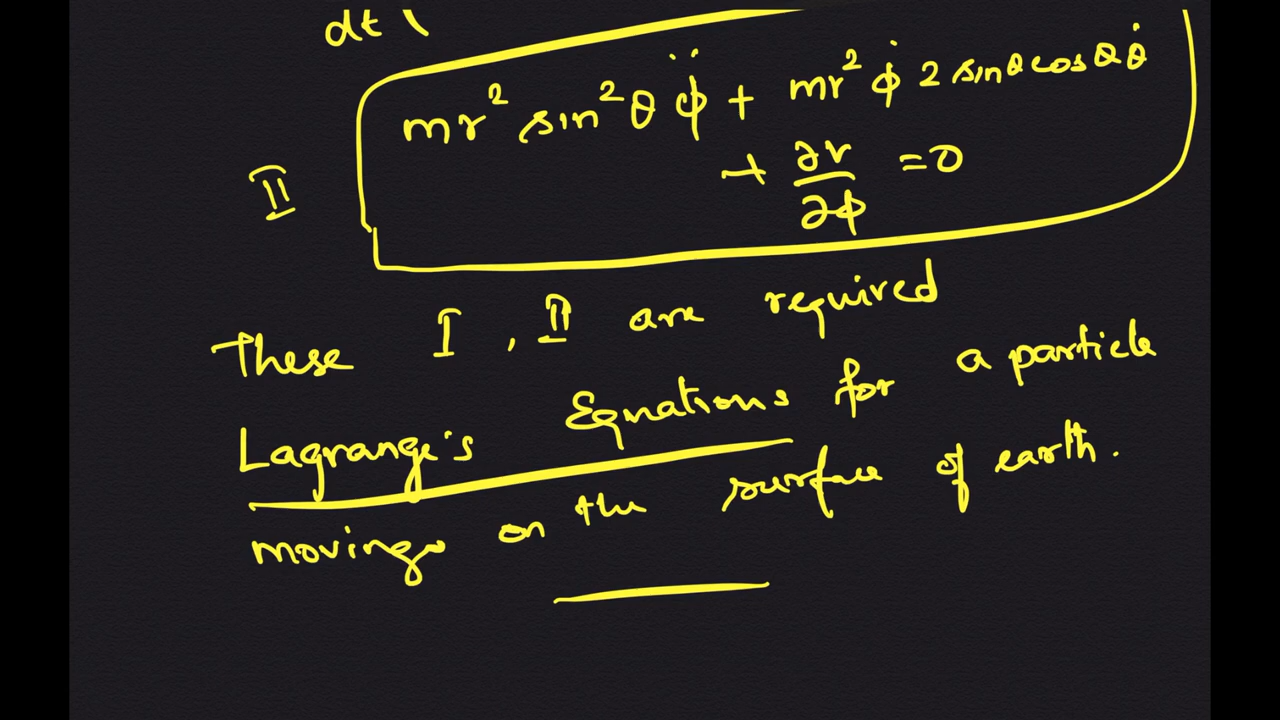 dt (
mr² sin²θ φ̈ + mr² φ̇ 2 sinθ cosθ θ̇
+ ∂V/∂φ = 0
II
These I , II are required
Lagrange's Equations for a particle
moving on the surface of earth.